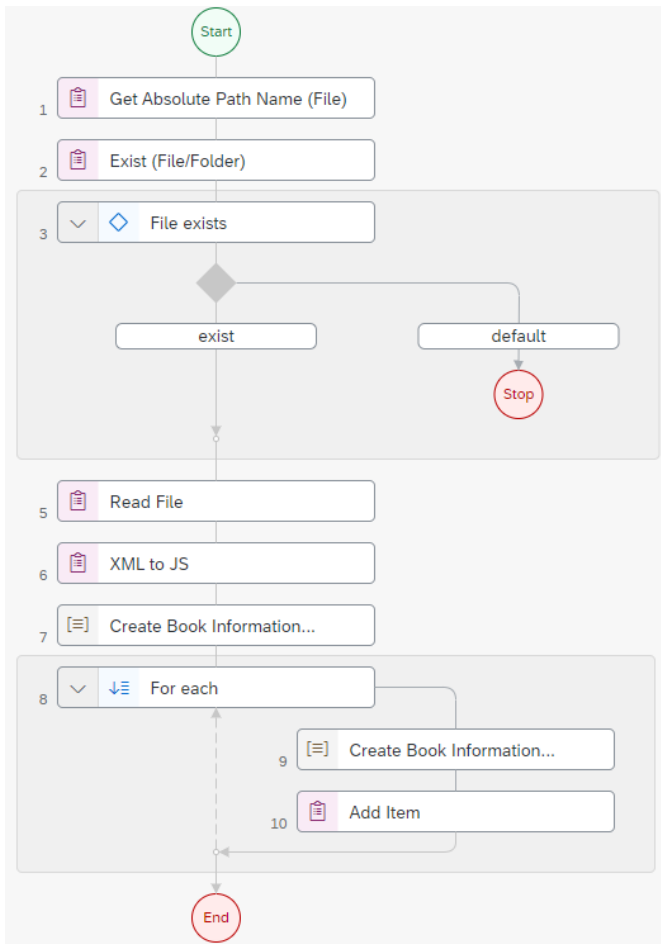 Start
1 Get Absolute Path Name (File)
2 Exist (File/Folder)
3 File exists
exist default
Stop
5 Read File
6 XML to JS
7 [=] Create Book Information...
8 For each
9 [=] Create Book Information...
10 Add Item
End